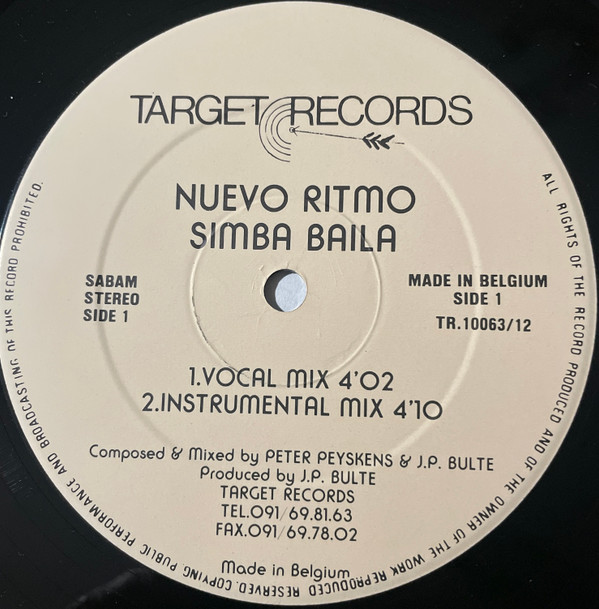 TARGET RECORDS
NUEVO RITMO
SIMBA BAILA
SABAM
STEREO
SIDE 1
MADE IN BELGIUM
SIDE 1
TR.10063/12
1.VOCAL MIX 4'02
2.INSTRUMENTAL MIX 4'10
Composed & Mixed by PETER PEYSKENS & J.P. BULTE
Produced by J.P. BULTE
TARGET RECORDS
TEL.091/69.81.63
FAX.091/69.78.02
Made in Belgium
ALL RIGHTS OF THE RECORD PRODUCED AND OF THE OWNER OF THE WORK REPRODUCED RESERVED. COPYING PUBLIC PERFORMANCE AND BROADCASTING OF THIS RECORD PROHIBITED.